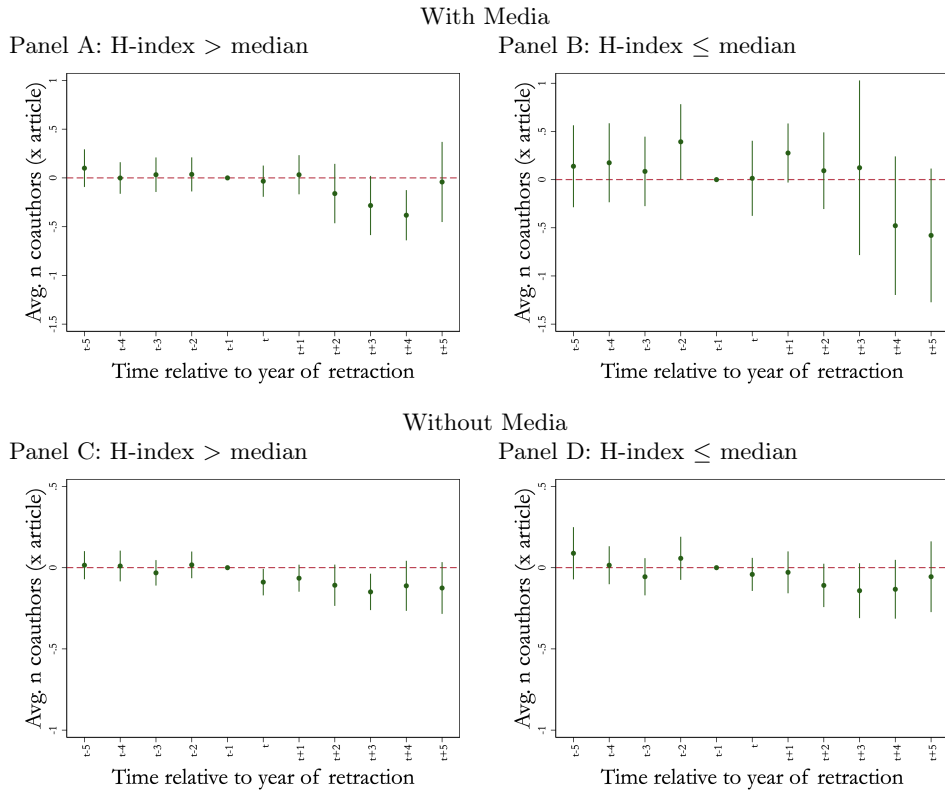 With Media
Panel A: H-index > median
Panel B: H-index ≤ median
Avg. n coauthors (x article)
1
.5
0
-.5
-1
-1.5
t-5 t-4 t-3 t-2 t-1 t t+1 t+2 t+3 t+4 t+5
Time relative to year of retraction
Avg. n coauthors (x article)
1
.5
0
-.5
-1
-1.5
t-5 t-4 t-3 t-2 t-1 t t+1 t+2 t+3 t+4 t+5
Time relative to year of retraction
Without Media
Panel C: H-index > median
Panel D: H-index ≤ median
Avg. n coauthors (x article)
.5
0
-.5
-1
t-5 t-4 t-3 t-2 t-1 t t+1 t+2 t+3 t+4 t+5
Time relative to year of retraction
Avg. n coauthors (x article)
.5
0
-.5
-1
t-5 t-4 t-3 t-2 t-1 t t+1 t+2 t+3 t+4 t+5
Time relative to year of retraction